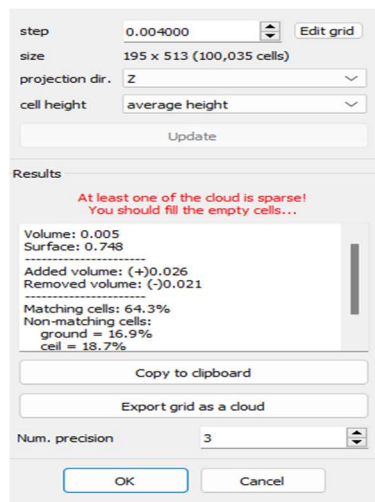 step 0.004000 Edit grid
size 195 x 513 (100,035 cells)
projection dir. Z
cell height average height
Update
Results
At least one of the cloud is sparse!
You should fill the empty cells...
Volume: 0.005
Surface: 0.748
----------------------
Added volume: (+)0.026
Removed volume: (-)0.021
----------------------
Matching cells: 64.3%
Non-matching cells:
ground = 16.9%
ceil = 18.7%
Copy to clipboard
Export grid as a cloud
Num. precision 3
OK Cancel